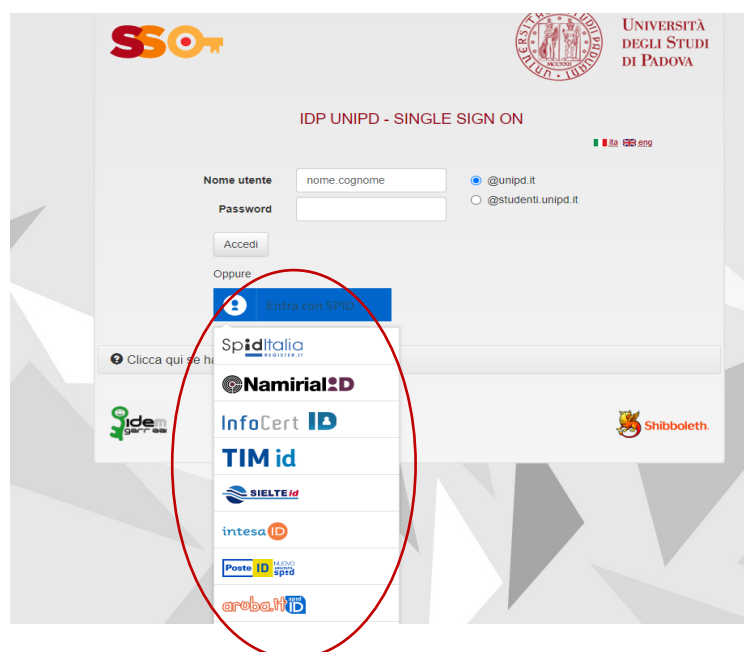 SSO
UNIVERSITÀ
DEGLI STUDI
DI PADOVA
IDP UNIPD - SINGLE SIGN ON
ita eng
Nome utente nome.cognome @unipd.it
Password @studenti.unipd.it
Accedi
Oppure
Entra con SPID
SpidItalia
REGISTER.IT
Clicca qui se ha
Namirial ID
InfoCert ID
idem
garr aai
Shibboleth.
TIM id
SIELTE id
intesa ID
Poste ID NUOVO
spid
aruba.it spid ID